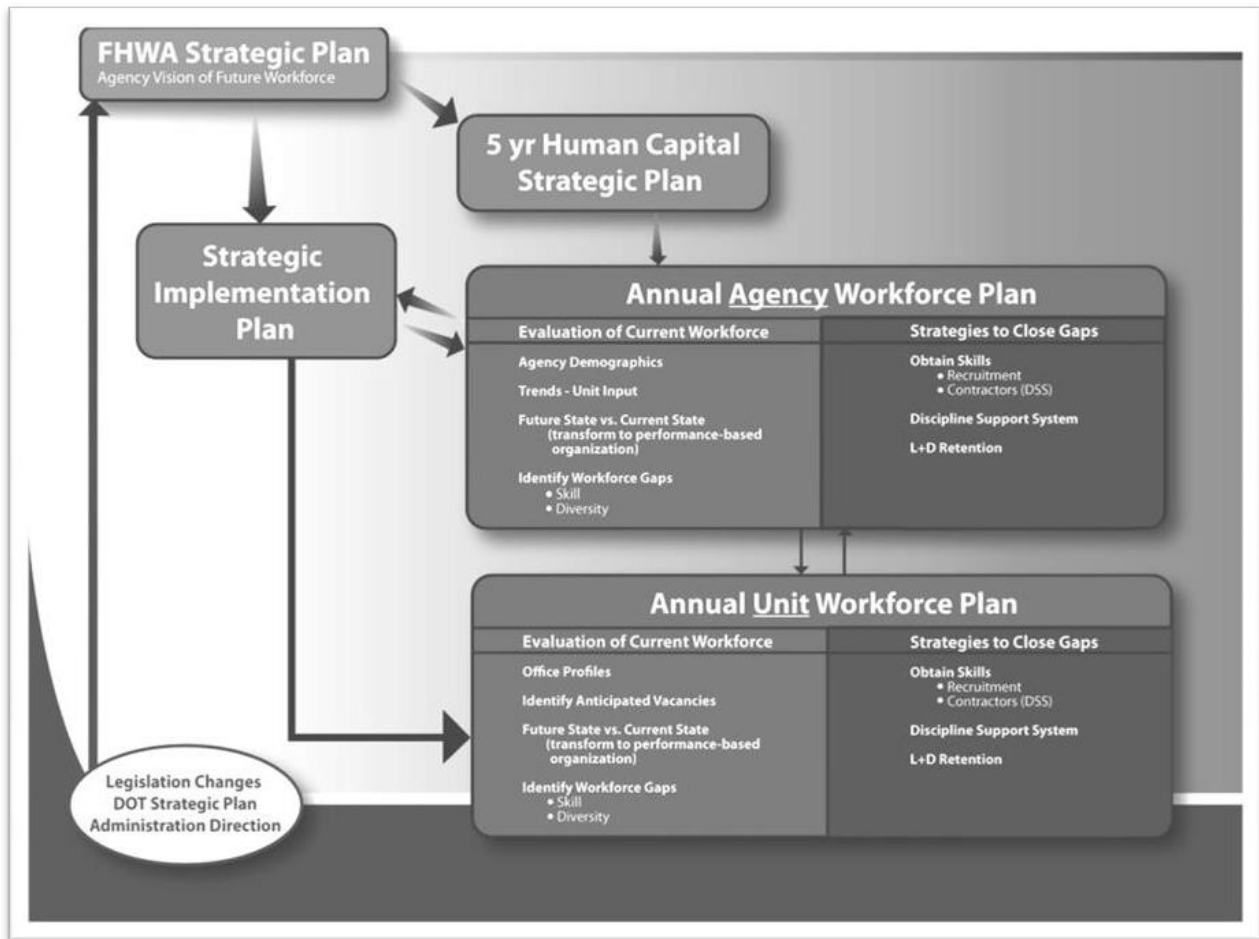 FHWA Strategic Plan
Agency Vision of Future Workforce
5 yr Human Capital
Strategic Plan
Strategic
Implementation
Plan
Annual Agency Workforce Plan
Evaluation of Current Workforce
Agency Demographics
Trends - Unit Input
Future State vs. Current State
(transform to performance-based
organization)
Identify Workforce Gaps
• Skill
• Diversity
Strategies to Close Gaps
Obtain Skills
• Recruitment
• Contractors (DSS)
Discipline Support System
L+D Retention
Annual Unit Workforce Plan
Evaluation of Current Workforce
Office Profiles
Identify Anticipated Vacancies
Future State vs. Current State
(transform to performance-based
organization)
Identify Workforce Gaps
• Skill
• Diversity
Strategies to Close Gaps
Obtain Skills
• Recruitment
• Contractors (DSS)
Discipline Support System
L+D Retention
Legislation Changes
DOT Strategic Plan
Administration Direction